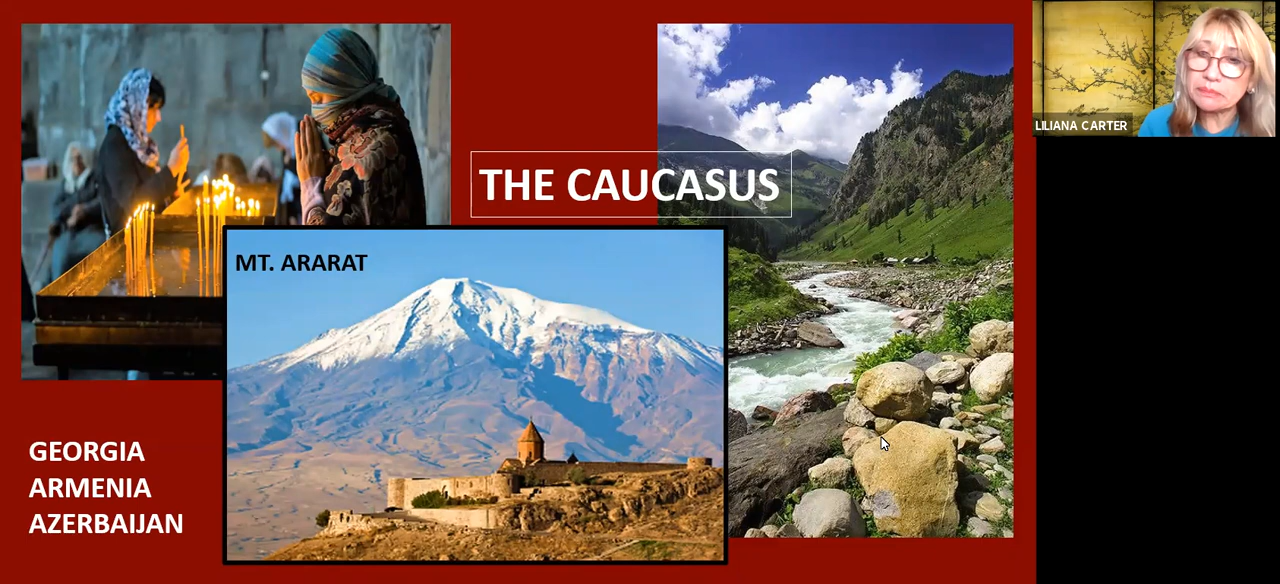 THE CAUCASUS
MT. ARARAT
GEORGIA
ARMENIA
AZERBAIJAN
LILIANA CARTER